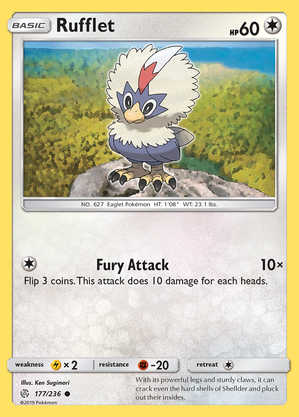 BASIC Rufflet HP60
NO. 627 Eaglet Pokémon HT: 1'08" WT: 23.1 lbs.
Fury Attack 10×
Flip 3 coins. This attack does 10 damage for each heads.
weakness ×2 resistance -20 retreat
Illus. Ken Sugimori
With its powerful legs and sturdy claws, it can
crack even the hard shells of Shellder and pluck
out their insides.
177/236
©2019 Pokémon